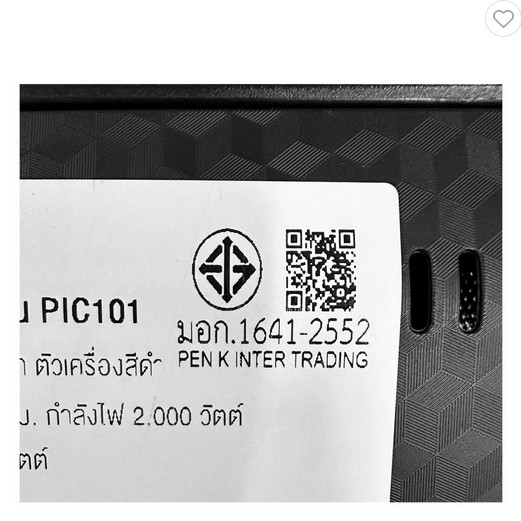 PIC101
มอก.1641-2552
PEN K INTER TRADING
ตัวเครื่องสีดำ
กำลังไฟ 2,000 วัตต์